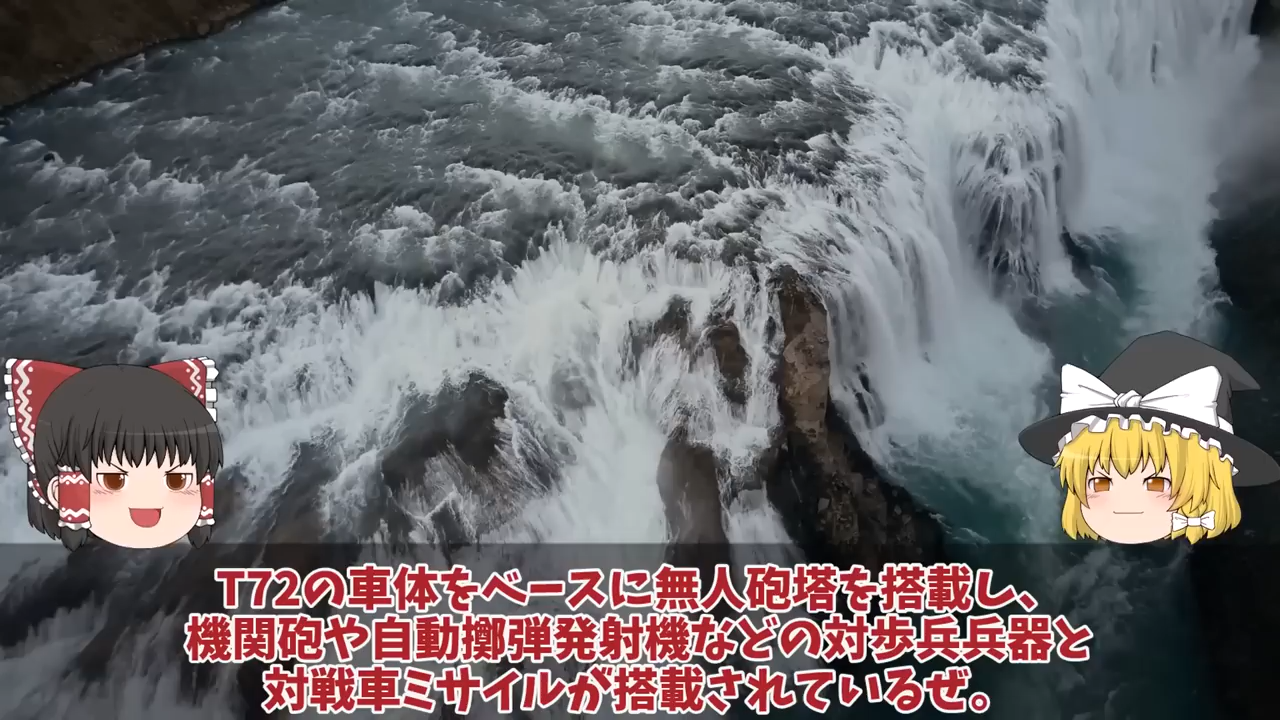 T72の車体をベースに無人砲塔を搭載し、
機関砲や自動擲弾発射機などの対歩兵兵器と
対戦車ミサイルが搭載されているぜ。